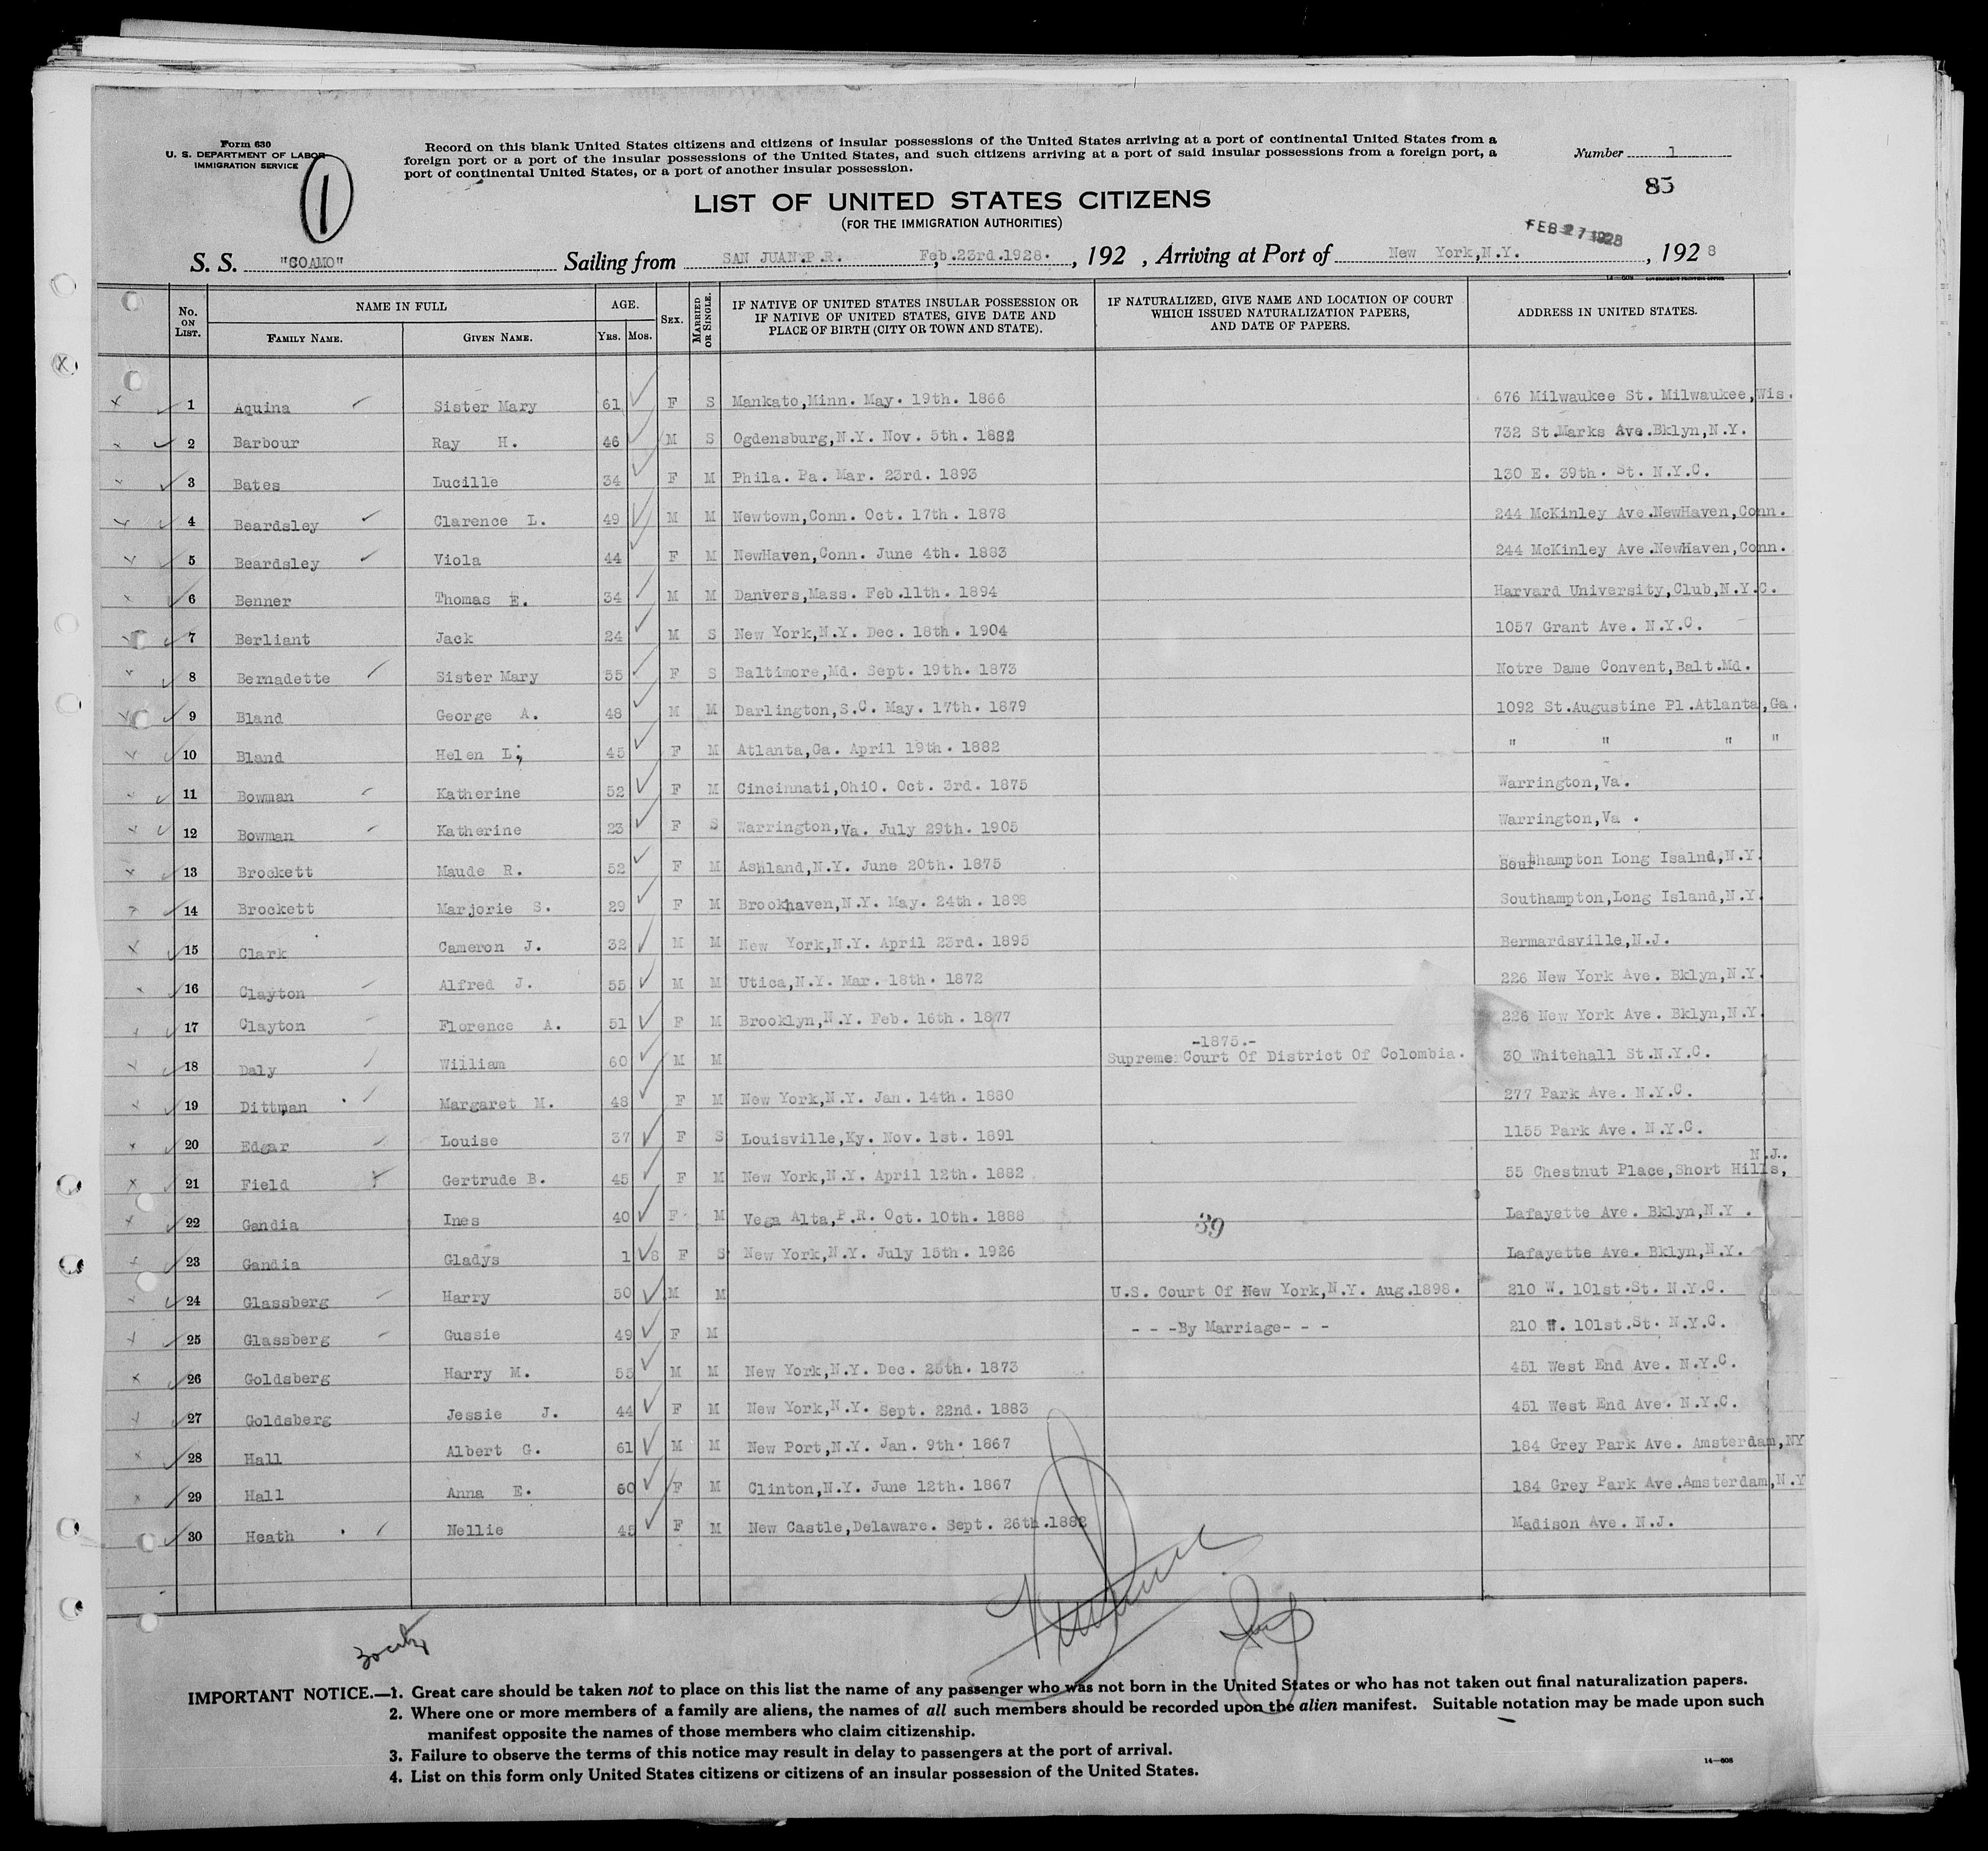 Form 630
U. S. DEPARTMENT OF LABOR
IMMIGRATION SERVICE
1
Record on this blank United States citizens and citizens of insular possessions of the United States arriving at a port of continental United States from a
foreign port or a port of the insular possessions of the United States, and such citizens arriving at a port of said insular possessions from a foreign port, a
port of continental United States, or a port of another insular possession.
Number 1
85
LIST OF UNITED STATES CITIZENS
(FOR THE IMMIGRATION AUTHORITIES)
FEB 27 1928
S. S. "COAMO" Sailing from SAN JUAN.P.R. Feb.23rd.1928. , 192 , Arriving at Port of New York,N.Y. , 1928
14—608 GOVERNMENT PRINTING OFFICE
No. ON LIST. NAME IN FULL FAMILY NAME. GIVEN NAME. AGE. YRS. MOS. SEX. MARRIED OR SINGLE. IF NATIVE OF UNITED STATES INSULAR POSSESSION OR IF NATIVE OF UNITED STATES, GIVE DATE AND PLACE OF BIRTH (CITY OR TOWN AND STATE). IF NATURALIZED, GIVE NAME AND LOCATION OF COURT WHICH ISSUED NATURALIZATION PAPERS, AND DATE OF PAPERS. ADDRESS IN UNITED STATES.
1 Aquina Sister Mary 61 F S Mankato,Minn. May. 19th. 1866 676 Milwaukee St. Milwaukee,Wis.
2 Barbour Ray H. 46 M S Ogdensburg,N.Y. Nov. 5th. 1882 732 St.Marks Ave.Bklyn,N.Y.
3 Bates Lucille 34 F M Phila. Pa. Mar. 23rd. 1893 130 E. 39th. St. N.Y.C.
4 Beardsley Clarence L. 49 M M Newtown,Conn. Oct. 17th. 1878 244 McKinley Ave.NewHaven,Conn.
5 Beardsley Viola 44 F M NewHaven,Conn. June 4th. 1883 244 McKinley Ave.NewHaven,Conn.
6 Benner Thomas E. 34 M M Danvers,Mass. Feb.11th. 1894 Harvard University,Club,N.Y.C.
7 Berliant Jack 24 M S New York,N.Y. Dec. 18th. 1904 1057 Grant Ave. N.Y.C.
8 Bernadette Sister Mary 55 F S Baltimore,Md. Sept. 19th. 1873 Notre Dame Convent,Balt.Md.
9 Bland George A. 48 M M Darlington,S.C. May. 17th. 1879 1092 St.Augustine Pl.Atlanta,Ga.
10 Bland Helen L. 45 F M Atlanta,Ga. April 19th. 1882 " " " "
11 Bowman Katherine 52 F M Cincinnati,OhiO. Oct. 3rd. 1875 Warrington,Va.
12 Bowman Katherine 23 F S Warrington,Va. July 29th. 1905 Warrington,Va .
13 Brockett Maude R. 52 F M Ashland,N.Y. June 20th. 1875 Southampton Long Isalnd,N.Y.
14 Brockett Marjorie S. 29 F M Brookhaven,N.Y. May. 24th. 1898 Southampton,Long Island,N.Y.
15 Clark Cameron J. 32 M M New York,N.Y. April 23rd. 1895 Bermardsville,N.J.
16 Clayton Alfred J. 55 M M Utica,N.Y. Mar. 18th. 1872 226 New York Ave. Bklyn,N.Y.
17 Clayton Florence A. 51 F M Brooklyn,N.Y. Feb. 16th. 1877 226 New York Ave. Bklyn,N.Y.
-1875.-
18 Daly William 60 M M Supreme Court Of District Of Colombia. 30 Whitehall St.N.Y.C.
19 Dittman Margaret M. 48 F M New York,N.Y. Jan. 14th. 1880 277 Park Ave. N.Y.C.
20 Edgar Louise 37 F S Louisville,Ky. Nov. 1st. 1891 1155 Park Ave. N.Y.C.
N.J..
21 Field Gertrude B. 45 F M New York,N.Y. April 12th. 1882 55 Chestnut Place,Short Hills,
22 Gandia Ines 40 F M Vega Alta,P.R. Oct. 10th. 1888 Lafayette Ave. Bklyn,N.Y .
39
23 Gandia Gladys 1 8 F S New York,N.Y. July 15th. 1926 Lafayette Ave. Bklyn,N.Y.
24 Glassberg Harry 50 M M U.S. Court Of New York,N.Y. Aug.1898. 210 W. 101st.St. N.Y.C.
25 Glassberg Gussie 49 F M - - -By Marriage- - - 210 W. 101st.St. N.Y.C.
26 Goldsberg Harry M. 55 M M New York,N.Y. Dec. 25th. 1873 451 West End Ave. N.Y.C.
27 Goldsberg Jessie J. 44 F M New York,N.Y. Sept. 22nd. 1883 451 West End Ave. N.Y.C.
28 Hall Albert G. 61 M M New Port,N.Y. Jan. 9th. 1867 184 Grey Park Ave. Amsterdam,NY
29 Hall Anna E. 60 F M Clinton,N.Y. June 12th. 1867 184 Grey Park Ave.Amsterdam,N.Y
30 Heath Nellie 45 F M New Castle,Delaware. Sept. 26th.1882 Madison Ave. N.J.
IMPORTANT NOTICE.—1. Great care should be taken not to place on this list the name of any passenger who was not born in the United States or who has not taken out final naturalization papers.
2. Where one or more members of a family are aliens, the names of all such members should be recorded upon the alien manifest. Suitable notation may be made upon such
manifest opposite the names of those members who claim citizenship.
3. Failure to observe the terms of this notice may result in delay to passengers at the port of arrival.
4. List on this form only United States citizens or citizens of an insular possession of the United States.
14—608